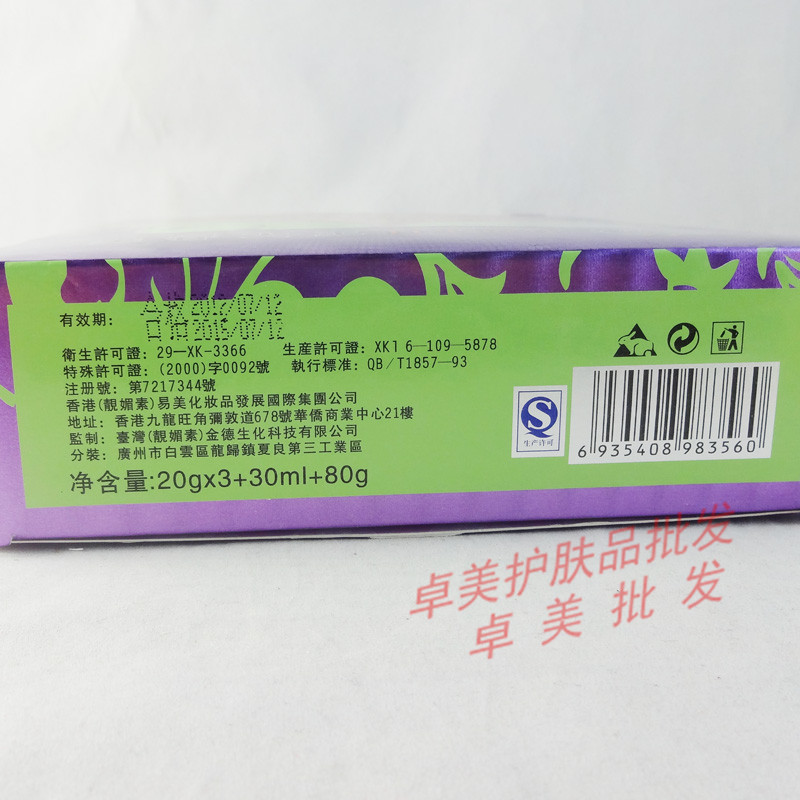 有效期：
合格 2012/07/12
日 2015/07/12
衛生許可證：29—XK-3366 生産許可證：XK16—109-5878
特殊許可證：(2000)字0092號 執行標准：QB/T1857—93
注册號：第7217344號
香港(靚媚素)易美化妝品發展國際集團公司
地址：香港九龍旺角彌敦道678號華僑商業中心21樓
監制：臺灣(靚媚素)金德生化科技有限公司
分裝：廣州市白雲區龍歸鎮夏良第三工業區
净含量:20gx3+30ml+80g
生产许可
6 935408 983560
卓美护肤品批发
卓美批发